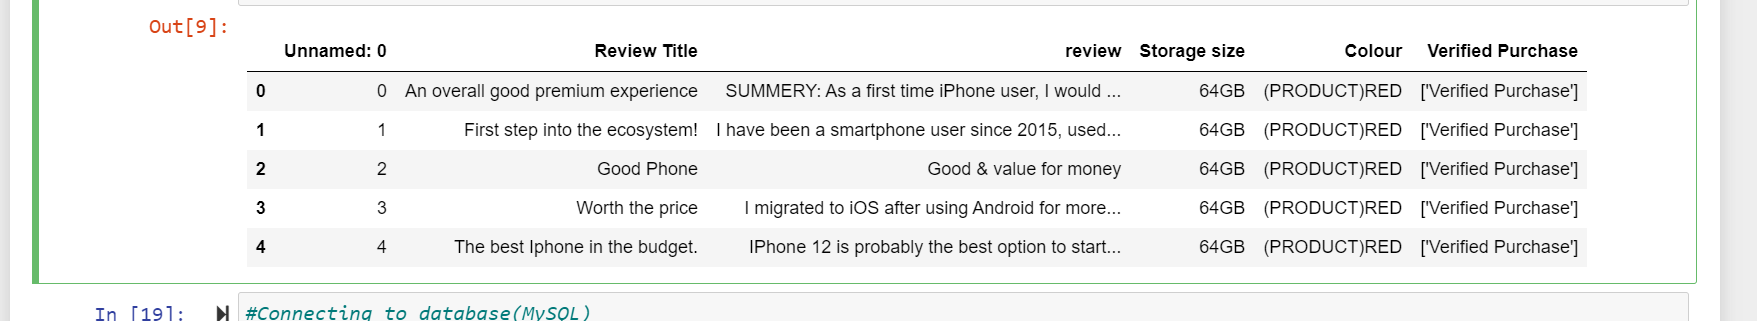 Out[9]:
Unnamed: 0 Review Title review Storage size Colour Verified Purchase
0 0 An overall good premium experience SUMMERY: As a first time iPhone user, I would ... 64GB (PRODUCT)RED ['Verified Purchase']
1 1 First step into the ecosystem! I have been a smartphone user since 2015, used... 64GB (PRODUCT)RED ['Verified Purchase']
2 2 Good Phone Good & value for money 64GB (PRODUCT)RED ['Verified Purchase']
3 3 Worth the price I migrated to iOS after using Android for more... 64GB (PRODUCT)RED ['Verified Purchase']
4 4 The best Iphone in the budget. IPhone 12 is probably the best option to start... 64GB (PRODUCT)RED ['Verified Purchase']
In [19]: #Connecting to database(MySQL)